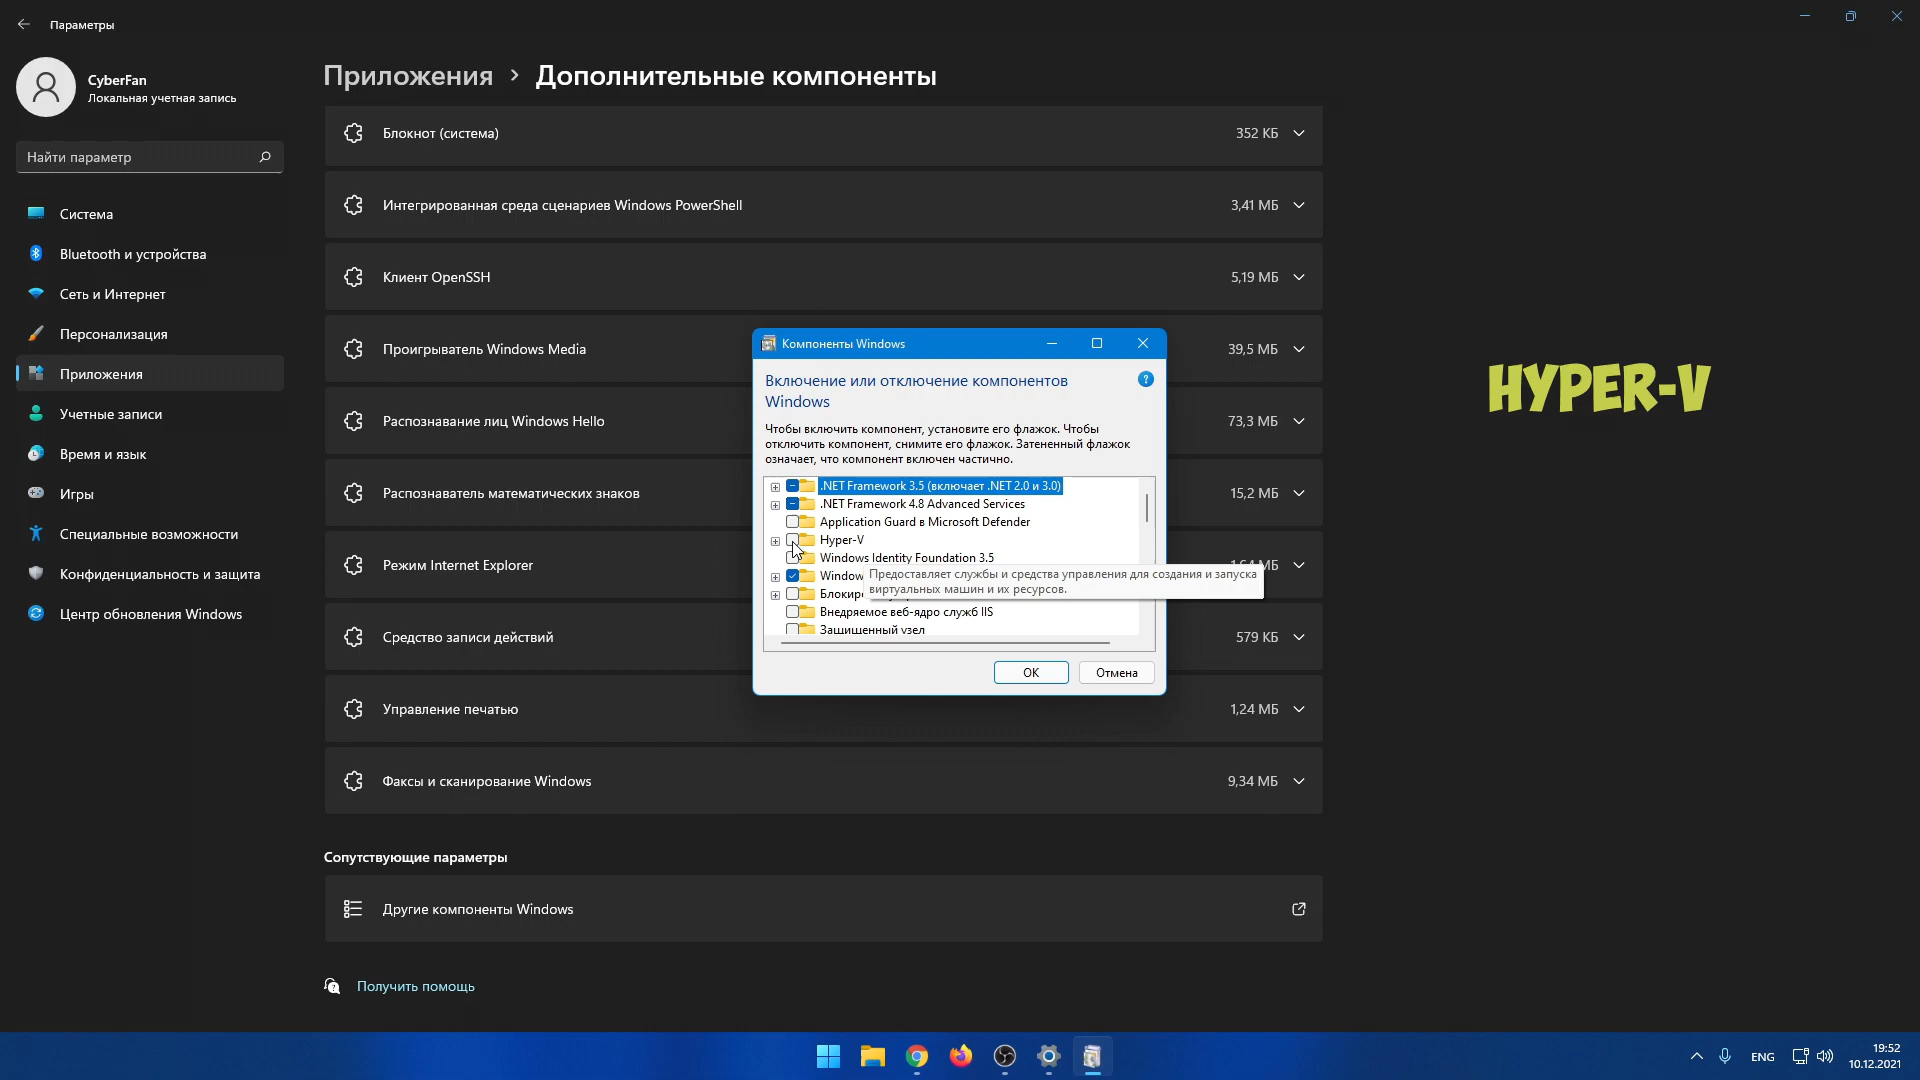 Параметры
CyberFan
Локальная учетная запись
Найти параметр
Система
Bluetooth и устройства
Сеть и Интернет
Персонализация
Приложения
Учетные записи
Время и язык
Игры
Специальные возможности
Конфиденциальность и защита
Центр обновления Windows
Приложения > Дополнительные компоненты
Блокнот (система) 352 КБ
Интегрированная среда сценариев Windows PowerShell 3,41 МБ
Клиент OpenSSH 5,19 МБ
Проигрыватель Windows Media 39,5 МБ
Распознавание лиц Windows Hello 73,3 МБ
Распознаватель математических знаков 15,2 МБ
Режим Internet Explorer МБ
Средство записи действий 579 КБ
Управление печатью 1,24 МБ
Факсы и сканирование Windows 9,34 МБ
Сопутствующие параметры
Другие компоненты Windows
Получить помощь
Компоненты Windows
Включение или отключение компонентов
Windows
?
Чтобы включить компонент, установите его флажок. Чтобы
отключить компонент, снимите его флажок. Затененный флажок
означает, что компонент включен частично.
.NET Framework 3.5 (включает .NET 2.0 и 3.0)
.NET Framework 4.8 Advanced Services
Application Guard в Microsoft Defender
Hyper-V
Windows Identity Foundation 3.5
Window
Блокир
Внедряемое веб-ядро служб IIS
Защищенный узел
Предоставляет службы и средства управления для создания и запуска
виртуальных машин и их ресурсов.
ОК
Отмена
HYPER-V
ENG
19:52
10.12.2021